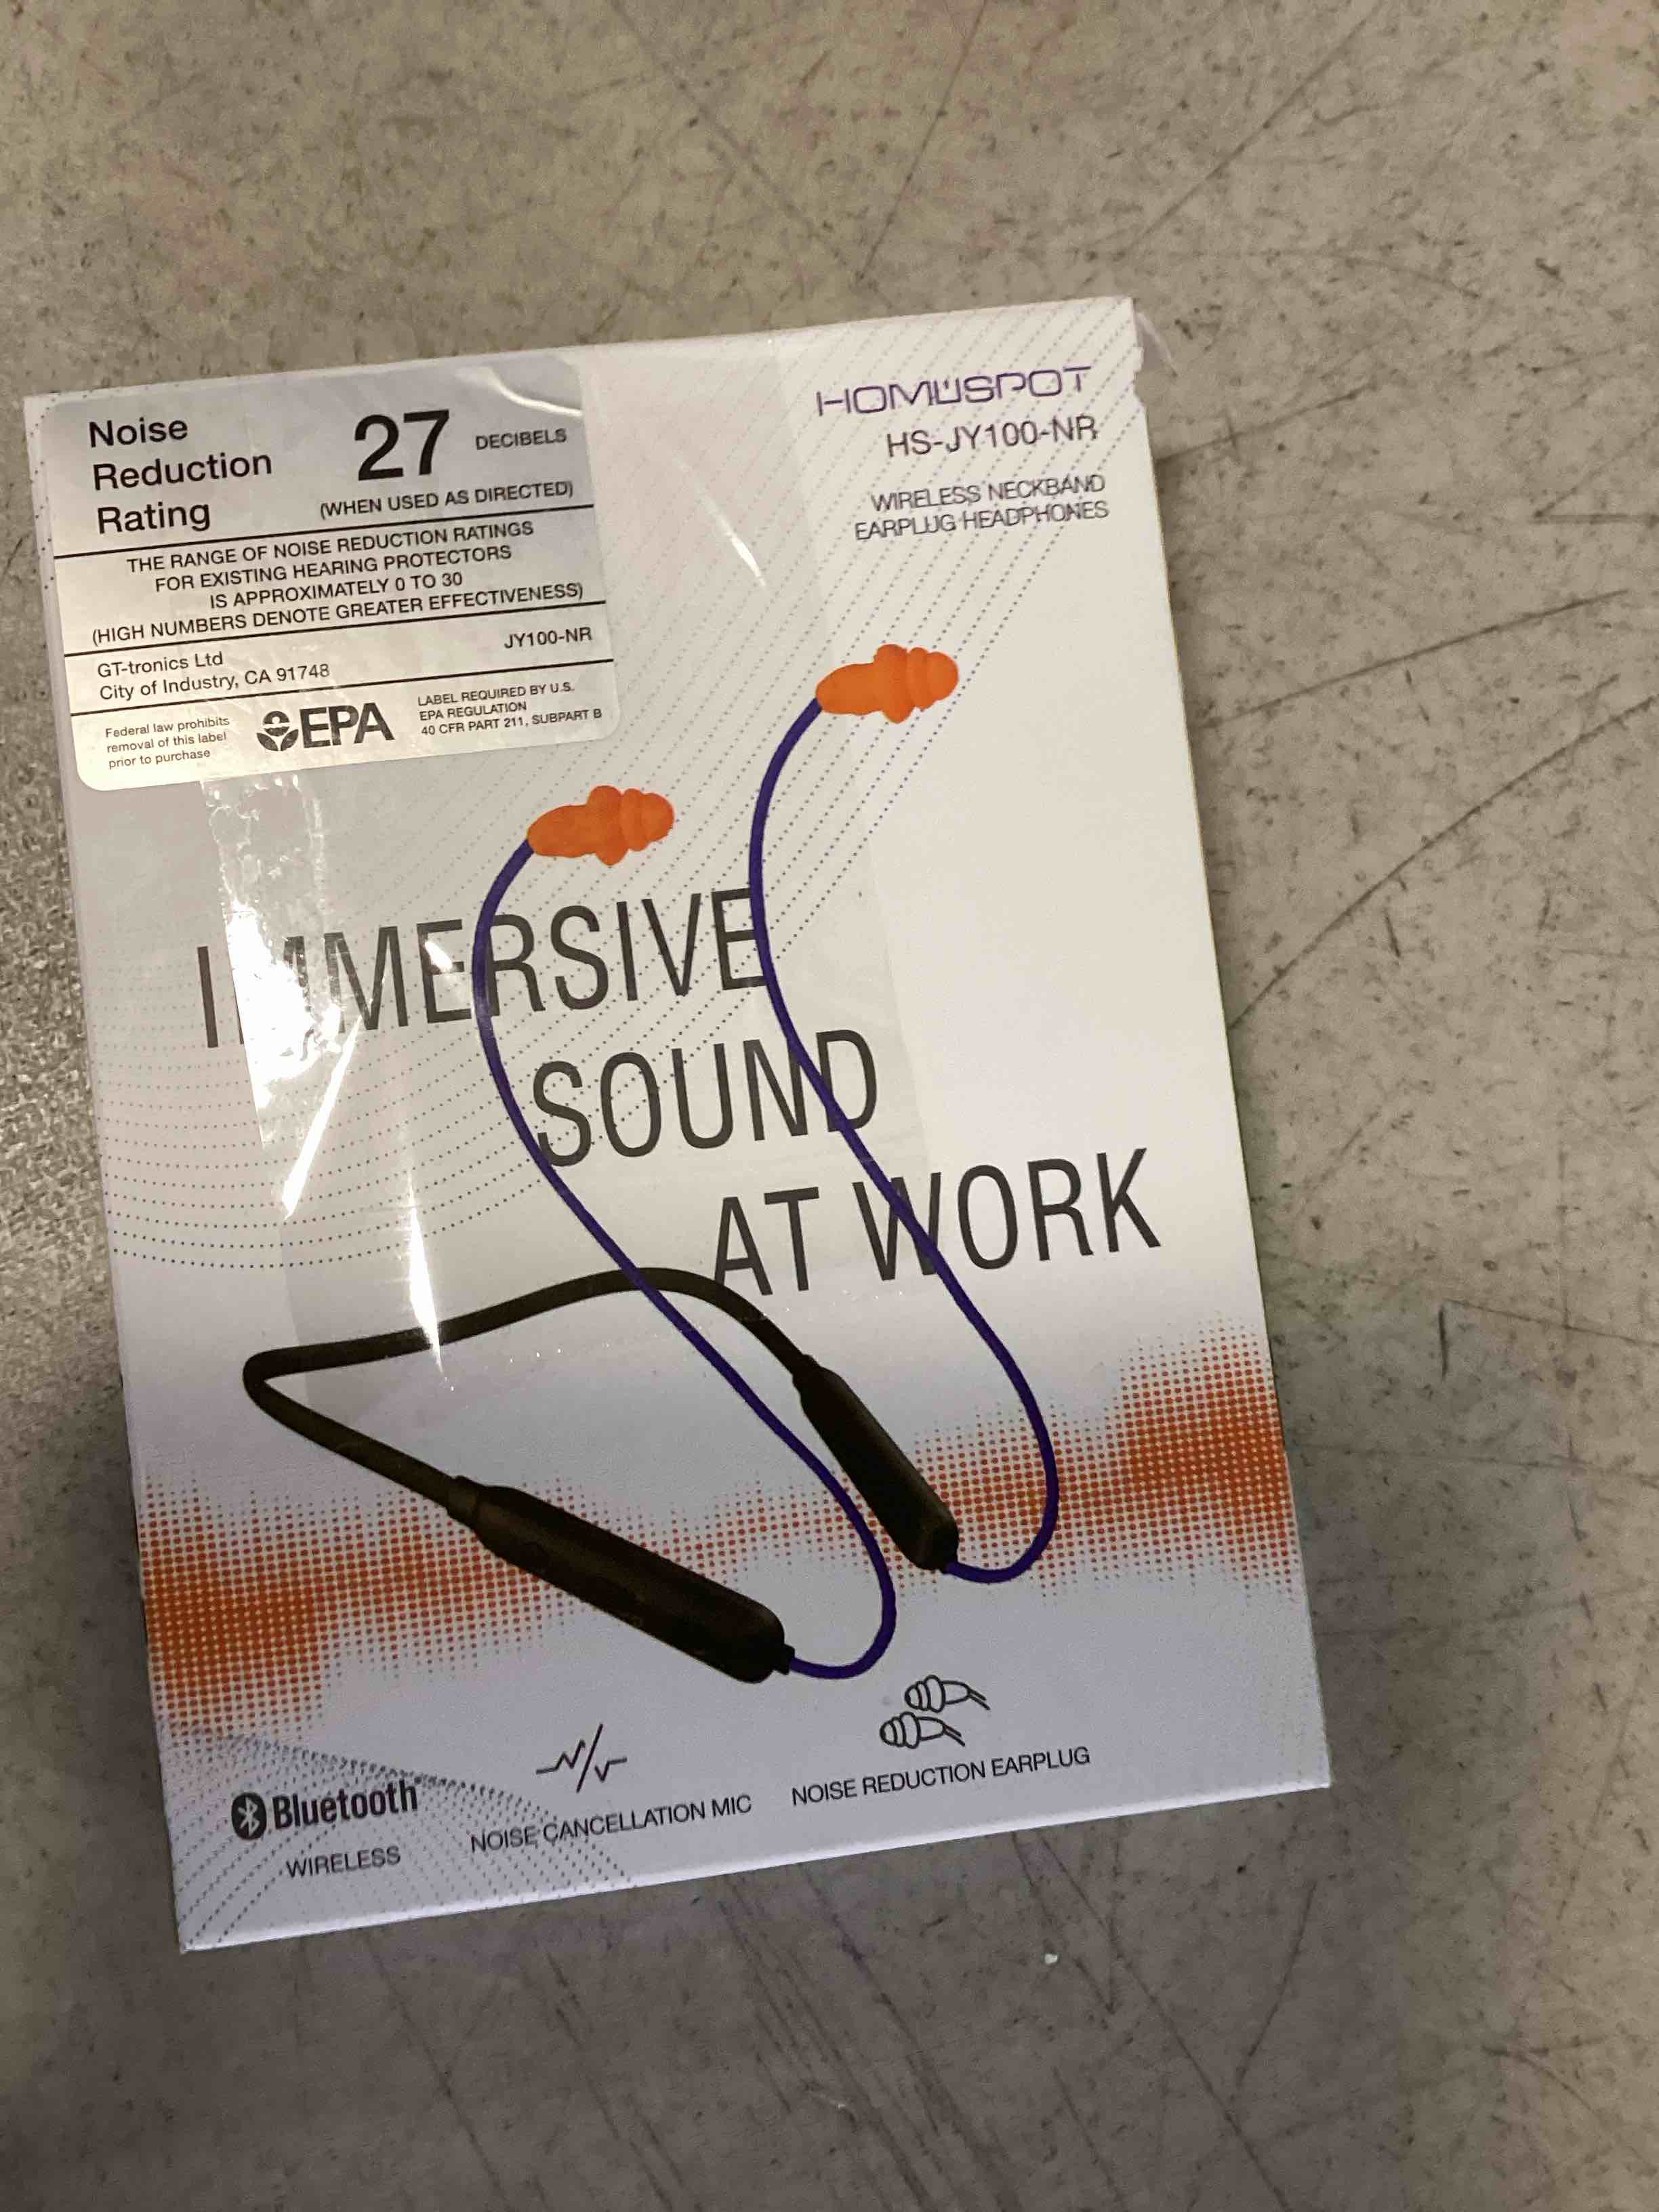 Noise
Reduction
Rating
27 DECIBELS
(WHEN USED AS DIRECTED)
THE RANGE OF NOISE REDUCTION RATINGS
FOR EXISTING HEARING PROTECTORS
IS APPROXIMATELY 0 TO 30
(HIGH NUMBERS DENOTE GREATER EFFECTIVENESS)
GT-tronics Ltd
City of Industry, CA 91748
JY100-NR
Federal law prohibits
removal of this label
prior to purchase
EPA
LABEL REQUIRED BY U.S.
EPA REGULATION
40 CFR PART 211, SUBPART B
HOMUSPOT
HS-JY100-NR
WIRELESS NECKBAND
EARPLUG HEADPHONES
IMMERSIVE
SOUND
AT WORK
Bluetooth
WIRELESS
NOISE CANCELLATION MIC
NOISE REDUCTION EARPLUG